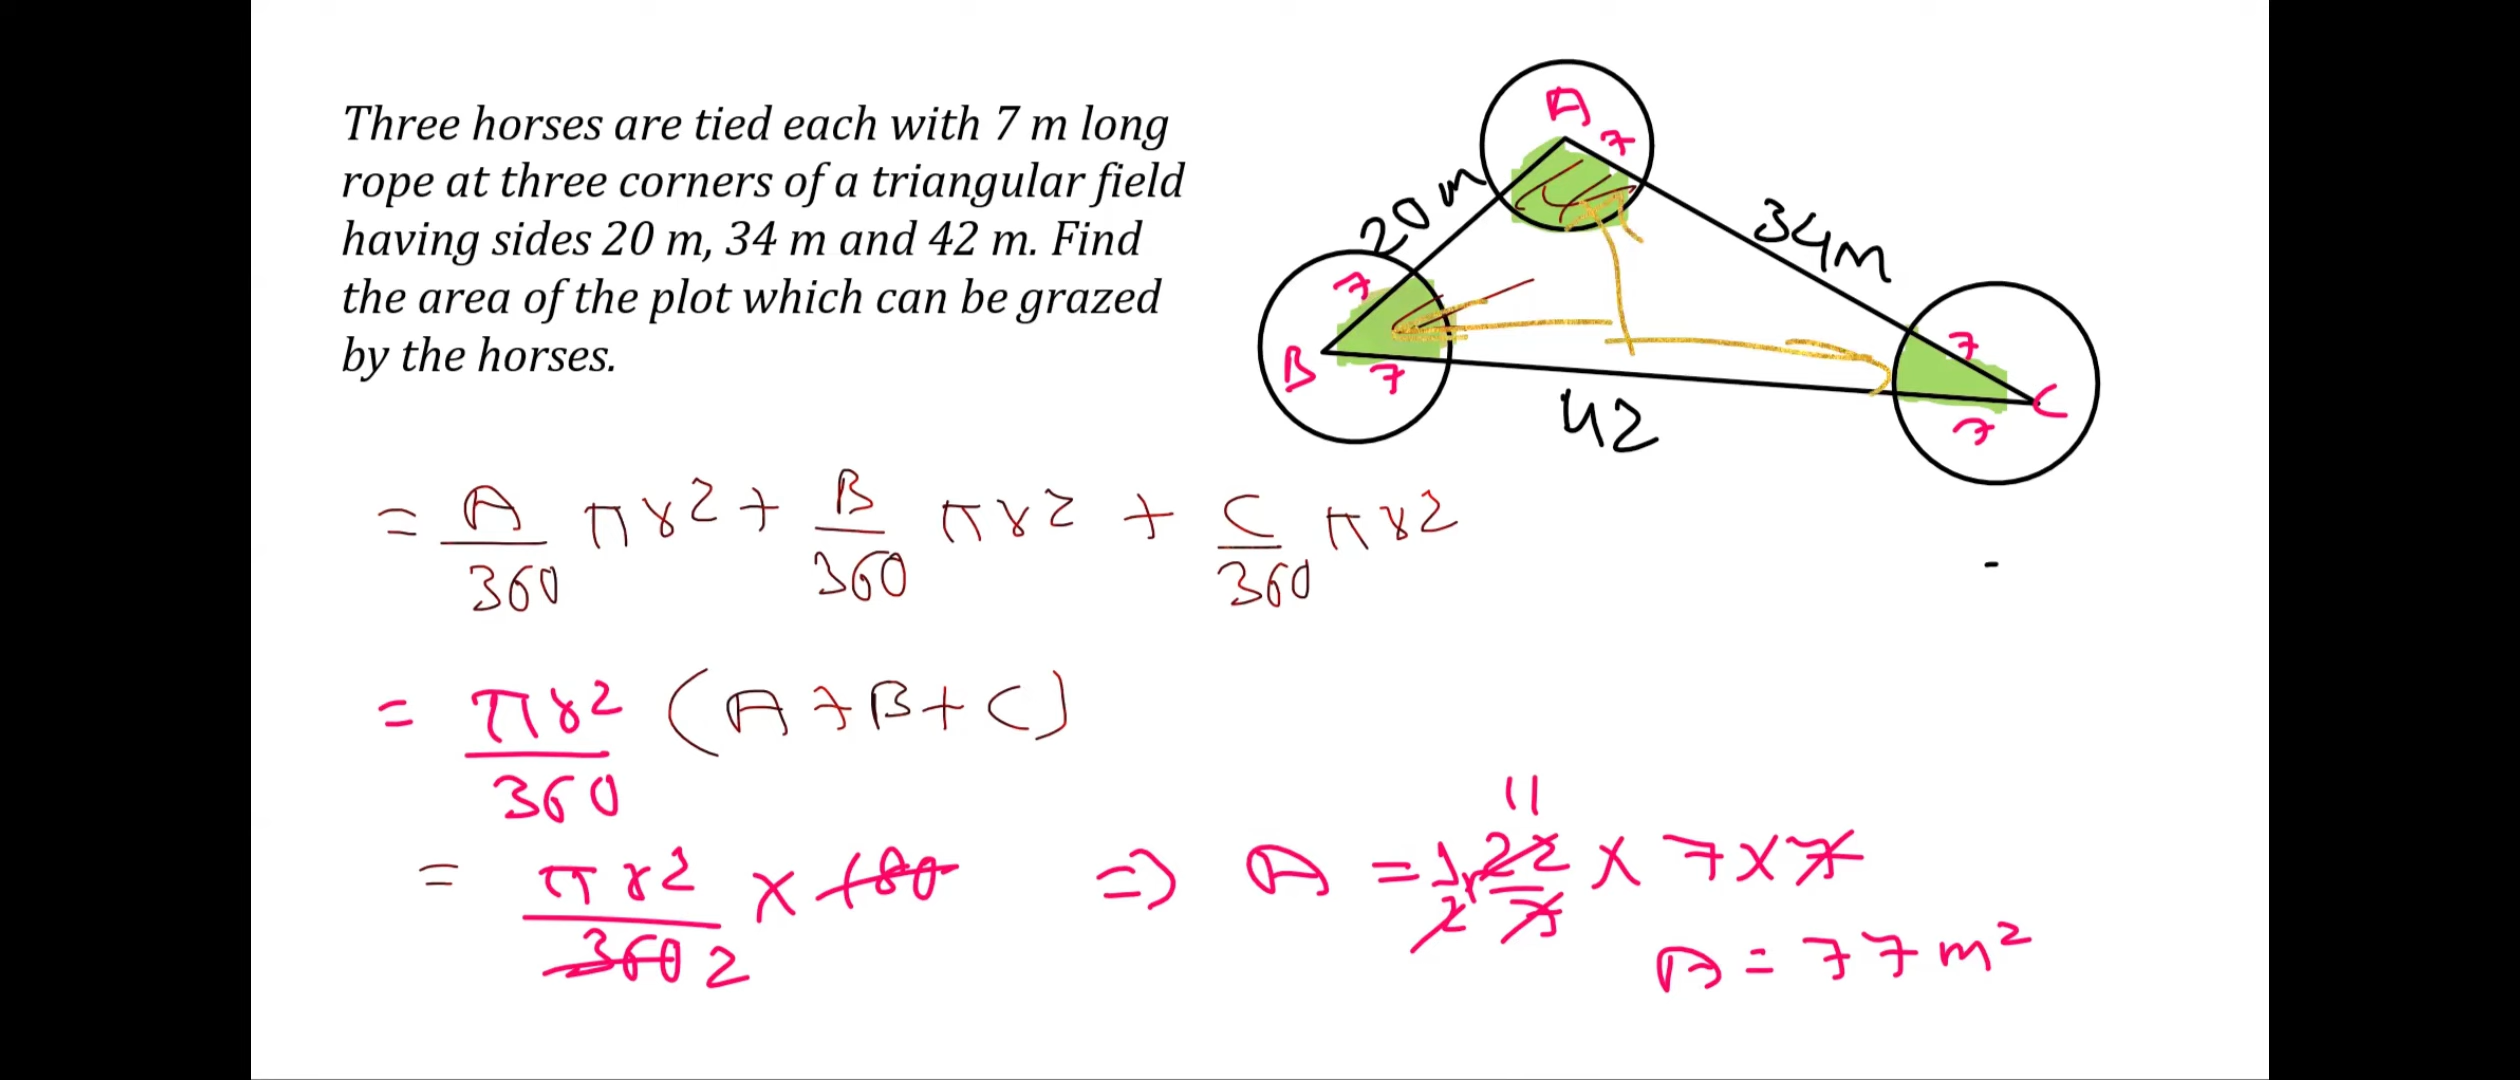 Three horses are tied each with 7 m long
rope at three corners of a triangular field
having sides 20 m, 34 m and 42 m. Find
the area of the plot which can be grazed
by the horses.
A
7
20 m
34m
7
B
7
42
7
C
7
= A/360 πr2 + B/360 πr2 + C/360 πr2
= πr2/360 (A+B+C)
= πr2/360 2 × 180 => A = 1/2 × 22/7 × 7×7
11
A = 77 m2